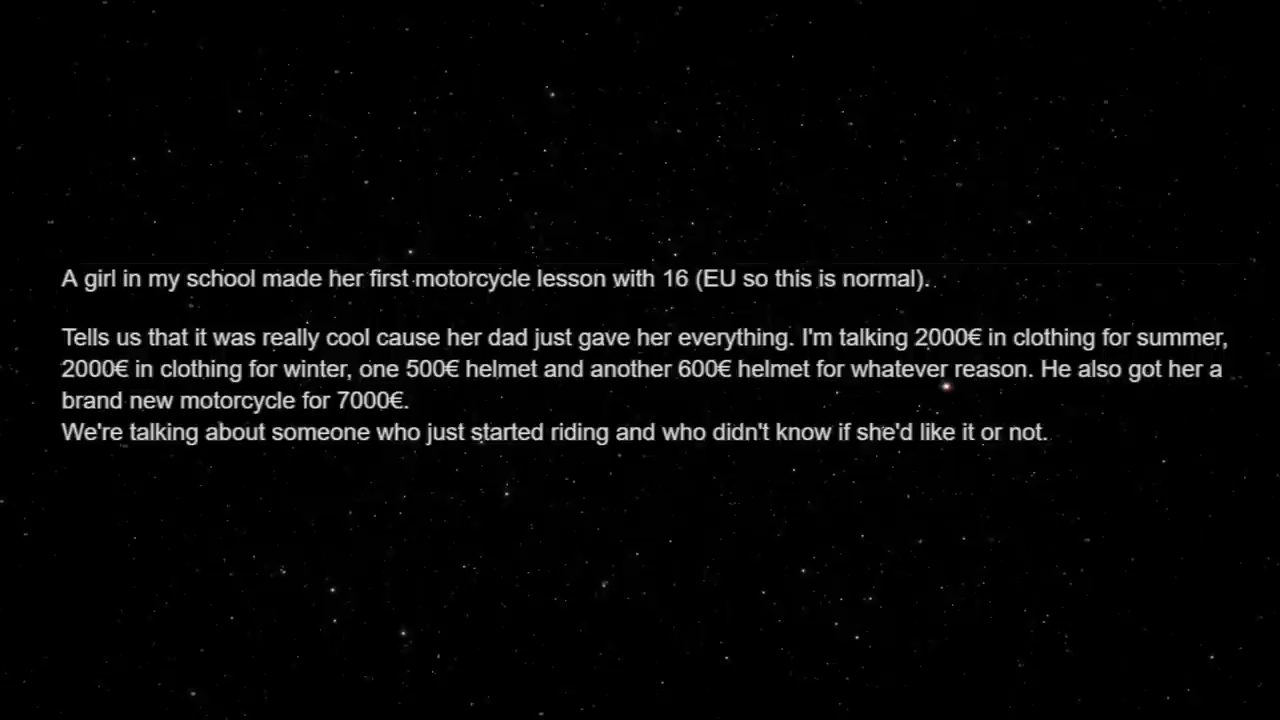 A girl in my school made her first motorcycle lesson with 16 (EU so this is normal).
Tells us that it was really cool cause her dad just gave her everything. I'm talking 2000€ in clothing for summer,
2000€ in clothing for winter, one 500€ helmet and another 600€ helmet for whatever reason. He also got her a
brand new motorcycle for 7000€.
We're talking about someone who just started riding and who didn't know if she'd like it or not.